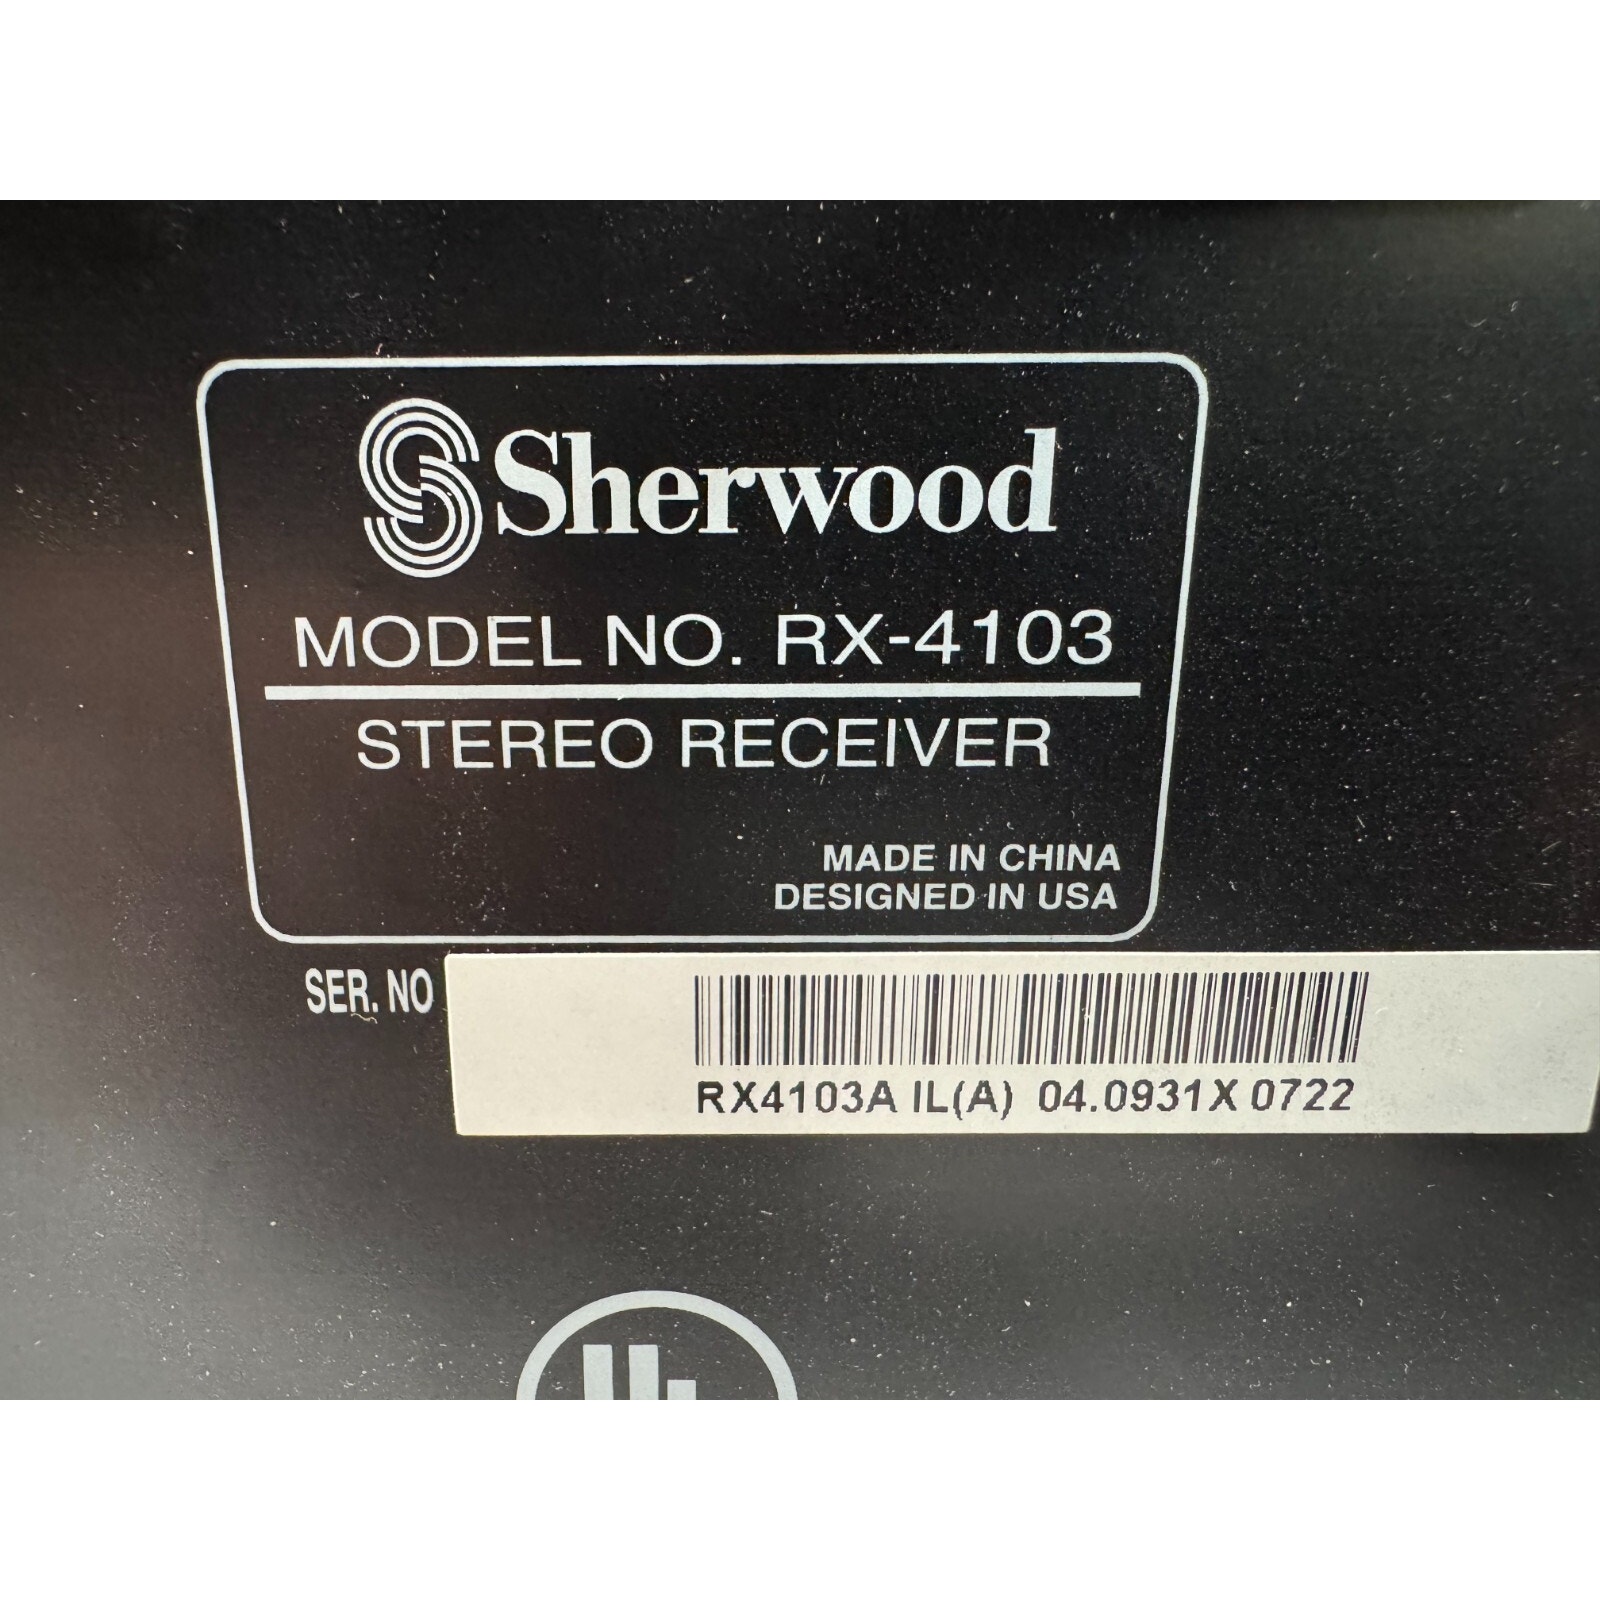 Sherwood
MODEL NO. RX-4103
STEREO RECEIVER
MADE IN CHINA
DESIGNED IN USA
SER. NO
RX4103A IL(A) 04.0931X 0722